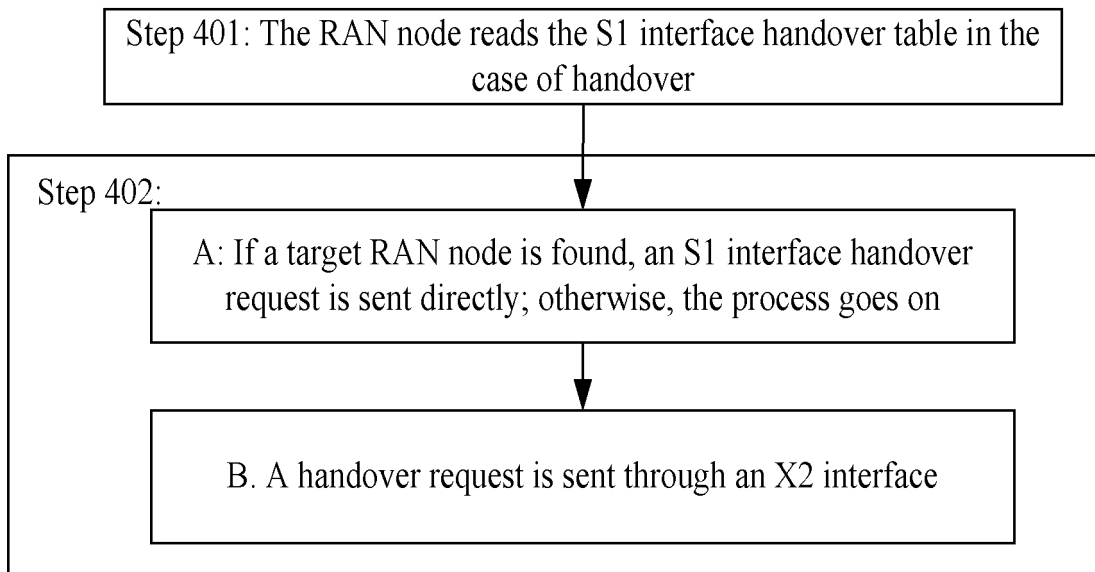 Step 401: The RAN node reads the S1 interface handover table in the
case of handover
Step 402:
A: If a target RAN node is found, an S1 interface handover
request is sent directly; otherwise, the process goes on
B. A handover request is sent through an X2 interface